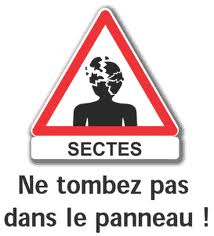 SECTES
Ne tombez pas
dans le panneau !